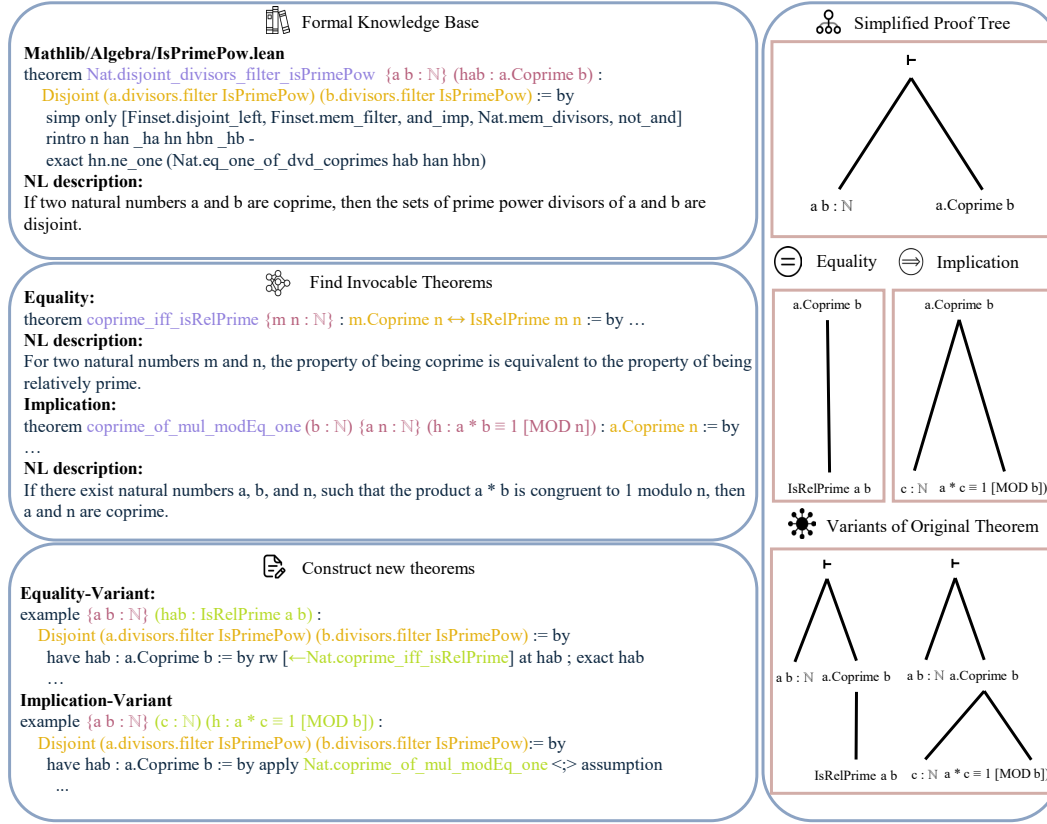 Formal Knowledge Base
Mathlib/Algebra/IsPrimePow.lean
theorem Nat.disjoint_divisors_filter_isPrimePow {a b : ℕ} (hab : a.Coprime b) :
Disjoint (a.divisors.filter IsPrimePow) (b.divisors.filter IsPrimePow) := by
simp only [Finset.disjoint_left, Finset.mem_filter, and_imp, Nat.mem_divisors, not_and]
rintro n han _ha hn hbn _hb -
exact hn.ne_one (Nat.eq_one_of_dvd_coprimes hab han hbn)
NL description:
If two natural numbers a and b are coprime, then the sets of prime power divisors of a and b are
disjoint.
Find Invocable Theorems
Equality:
theorem coprime_iff_isRelPrime {m n : ℕ} : m.Coprime n ↔ IsRelPrime m n := by …
NL description:
For two natural numbers m and n, the property of being coprime is equivalent to the property of being
relatively prime.
Implication:
theorem coprime_of_mul_modEq_one (b : ℕ) {a n : ℕ} (h : a * b ≡ 1 [MOD n]) : a.Coprime n := by
…
NL description:
If there exist natural numbers a, b, and n, such that the product a * b is congruent to 1 modulo n, then
a and n are coprime.
Construct new theorems
Equality-Variant:
example {a b : ℕ} (hab : IsRelPrime a b) :
Disjoint (a.divisors.filter IsPrimePow) (b.divisors.filter IsPrimePow) := by
have hab : a.Coprime b := by rw [←Nat.coprime_iff_isRelPrime] at hab ; exact hab
…
Implication-Variant
example {a b : ℕ} (c : ℕ) (h : a * c ≡ 1 [MOD b]) :
Disjoint (a.divisors.filter IsPrimePow) (b.divisors.filter IsPrimePow):= by
have hab : a.Coprime b := by apply Nat.coprime_of_mul_modEq_one <;> assumption
...
Simplified Proof Tree
⊢
a b : ℕ a.Coprime b
= Equality ⇒ Implication
a.Coprime b a.Coprime b
IsRelPrime a b c : ℕ a * c ≡ 1 [MOD b])
Variants of Original Theorem
⊢ ⊢
a b : ℕ a.Coprime b a b : ℕ a.Coprime b
IsRelPrime a b c : ℕ a * c ≡ 1 [MOD b])